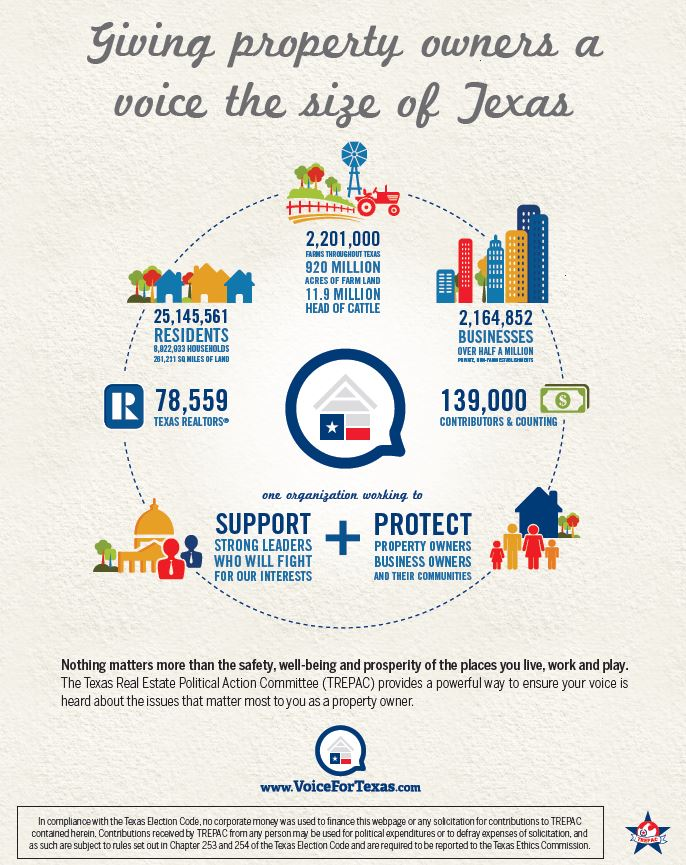 Giving property owners a
voice the size of Texas
2,201,000
FARMS THROUGHOUT TEXAS
920 MILLION
ACRES OF FARM LAND
11.9 MILLION
HEAD OF CATTLE
25,145,561
RESIDENTS
8,922,933 HOUSEHOLDS
261,231 SQ MILES OF LAND
2,164,852
BUSINESSES
OVER HALF A MILLION
PRIVATE, NON-FARM ESTABLISHMENTS
R
78,559
TEXAS REALTORS®
139,000
CONTRIBUTORS & COUNTING
$
one organization working to
SUPPORT
STRONG LEADERS
WHO WILL FIGHT
FOR OUR INTERESTS
+
PROTECT
PROPERTY OWNERS
BUSINESS OWNERS
AND THEIR COMMUNITIES
Nothing matters more than the safety, well-being and prosperity of the places you live, work and play.
The Texas Real Estate Political Action Committee (TREPAC) provides a powerful way to ensure your voice is
heard about the issues that matter most to you as a property owner.
www.VoiceForTexas.com
In compliance with the Texas Election Code, no corporate money was used to finance this webpage or any solicitation for contributions to TREPAC
contained herein. Contributions received by TREPAC from any person may be used for political expenditures or to defray expenses of solicitation, and
as such are subject to rules set out in Chapter 253 and 254 of the Texas Election Code and are required to be reported to the Texas Ethics Commission.
TREPAC